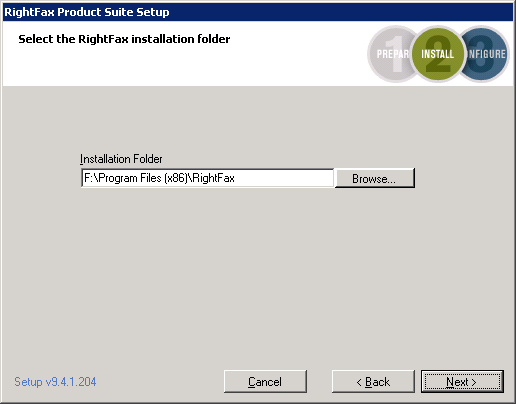 RightFax Product Suite Setup
Select the RightFax installation folder
PREPAR 1 INSTALL 2 NFIGURE 3
Installation Folder
F:\Program Files (x86)\RightFax
Browse...
Setup v9.4.1.204
Cancel
< Back
Next >